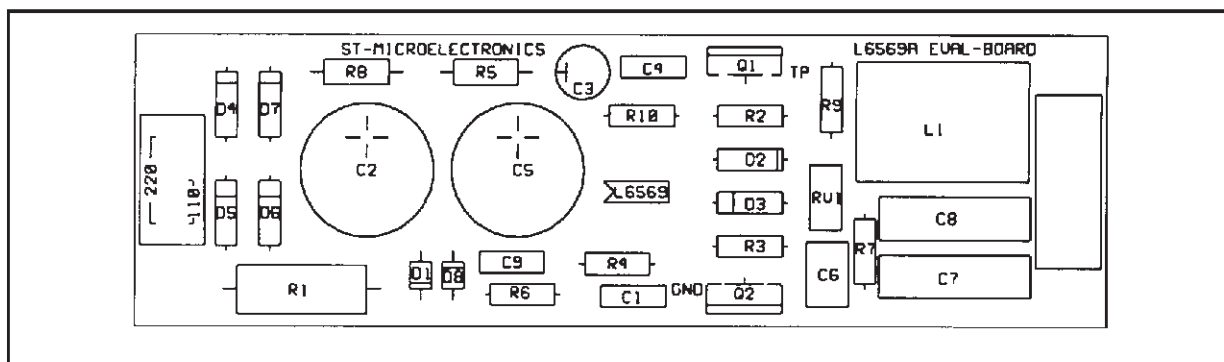 ST-MICROELECTRONICS
L6569A EVAL-BOARD
R8
R5
C3
C4
Q1
TP
D4
D7
R9
L1
R10
R2
220
110
C2
C5
D2
L6569
RV1
D5
D6
D3
C8
R3
R7
D1
D8
C9
R4
C6
C7
R1
R6
C1
GND
Q2